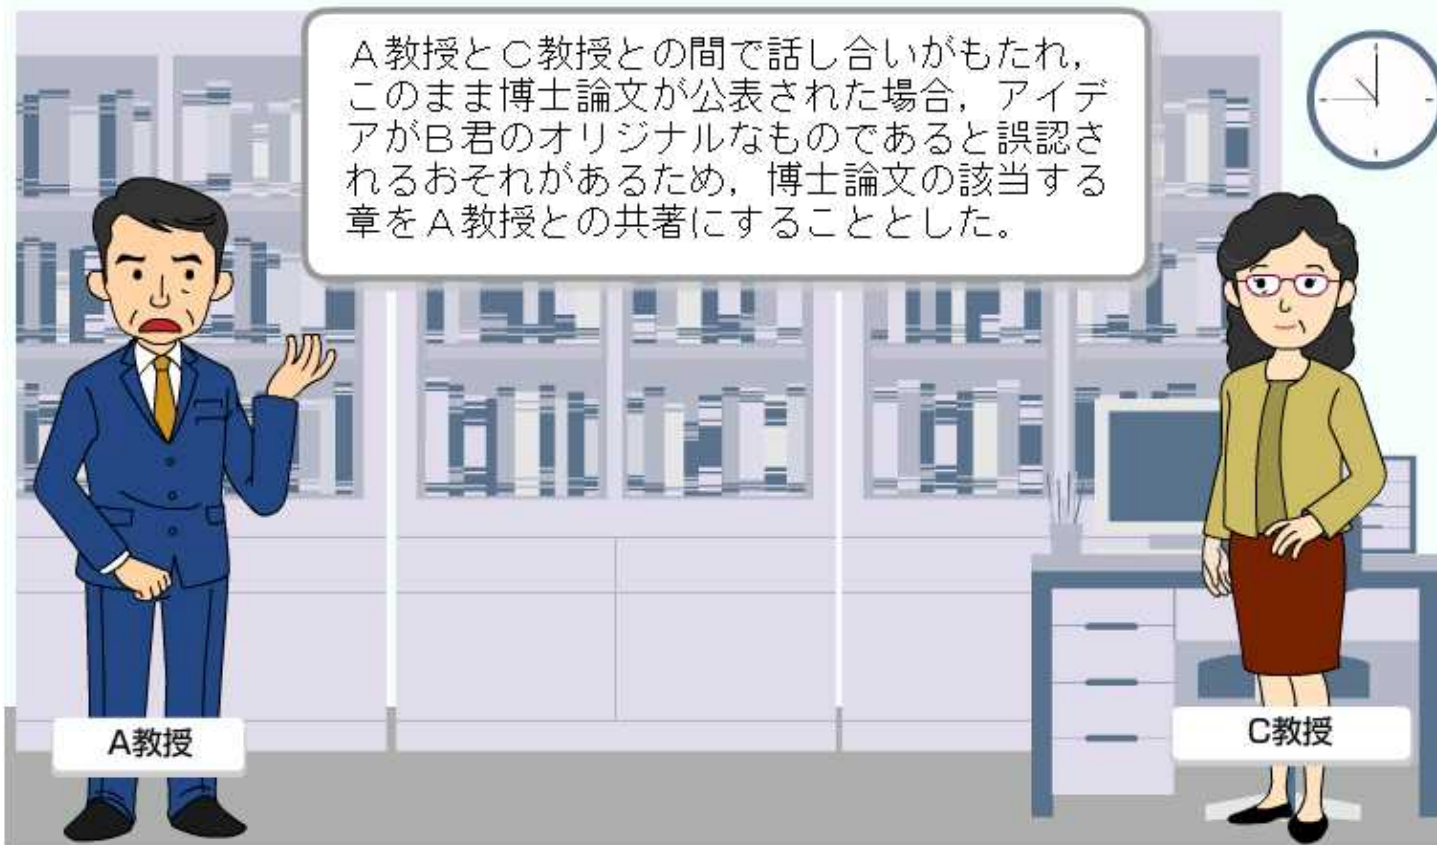 A教授とC教授との間で話し合いがもたれ，
このまま博士論文が公表された場合，アイデ
アがB君のオリジナルなものであると誤認さ
れるおそれがあるため，博士論文の該当する
章をA教授との共著にすることとした。
A教授
C教授